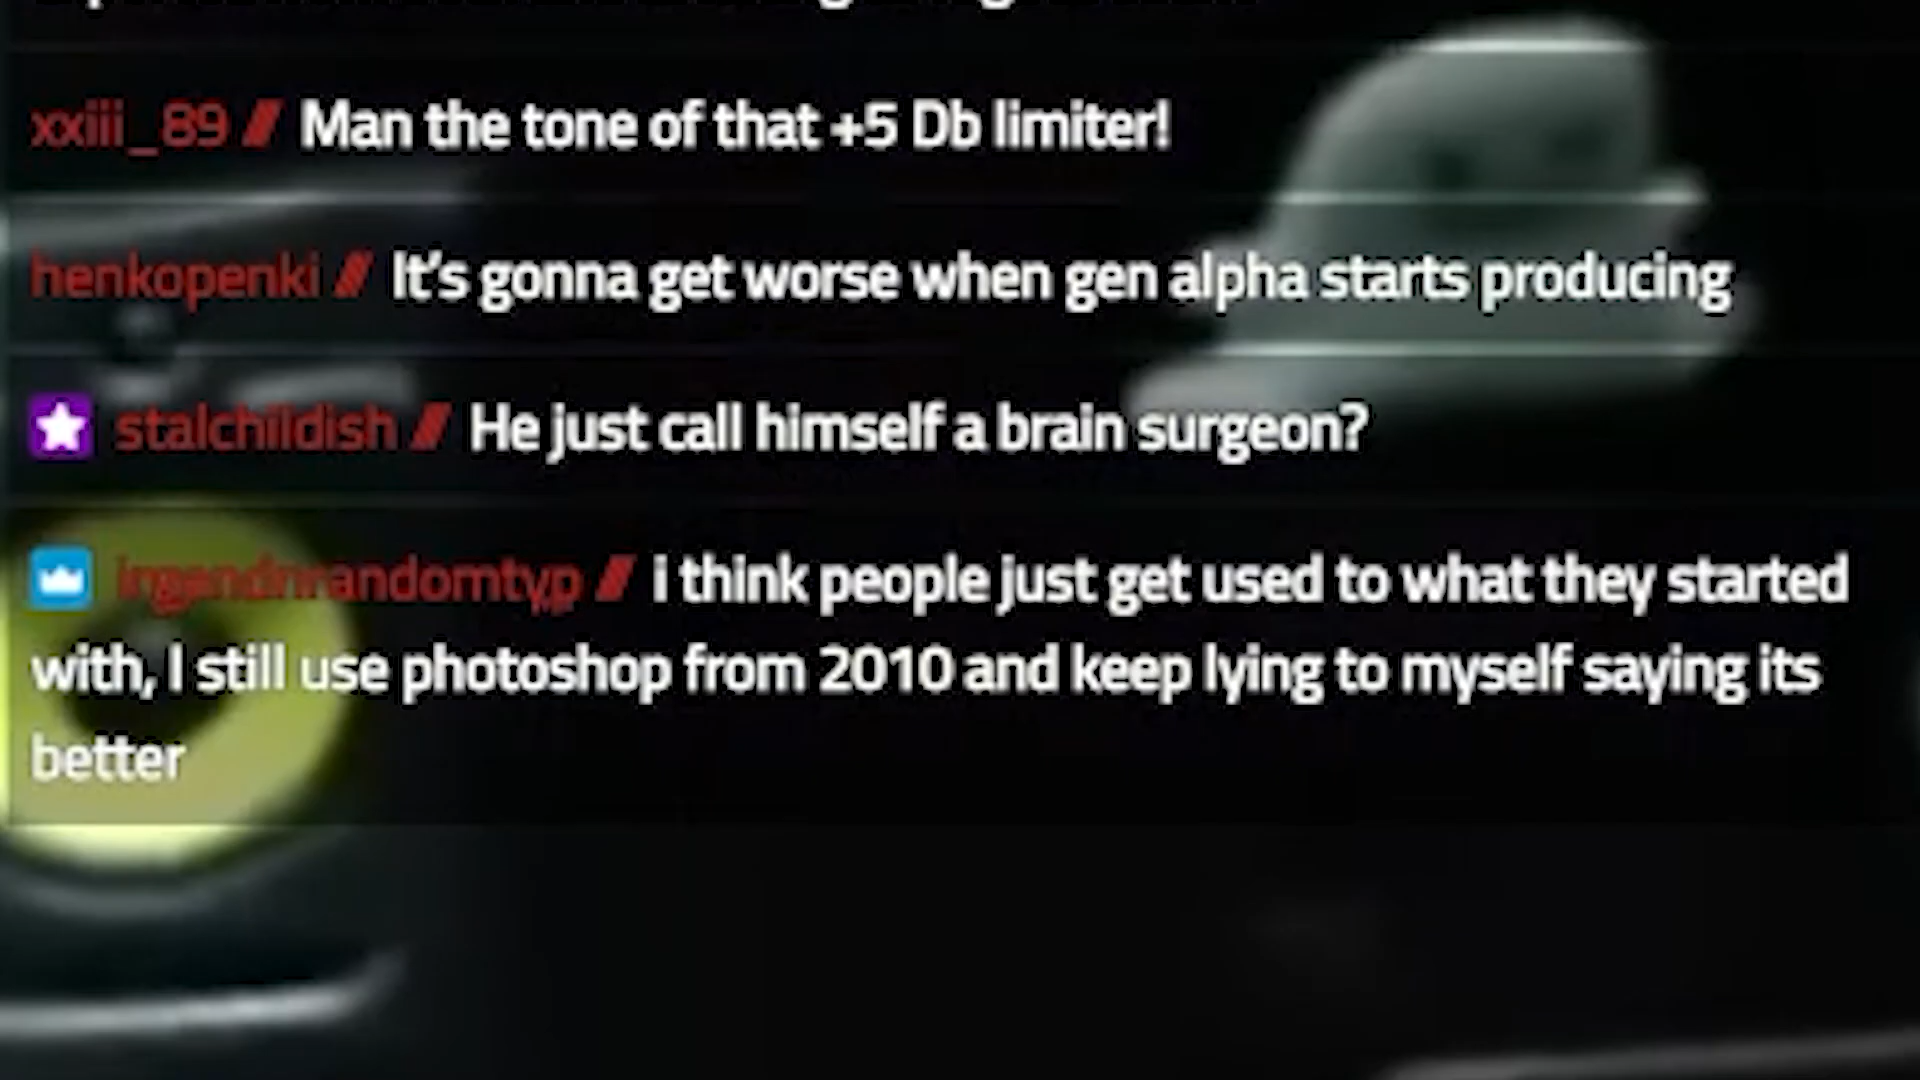 xxiii_89 // Man the tone of that +5 Db limiter!
henkopenki // It's gonna get worse when gen alpha starts producing
stalchildish // He just call himself a brain surgeon?
irgendnrandomtyp // i think people just get used to what they started
with, I still use photoshop from 2010 and keep lying to myself saying its
better